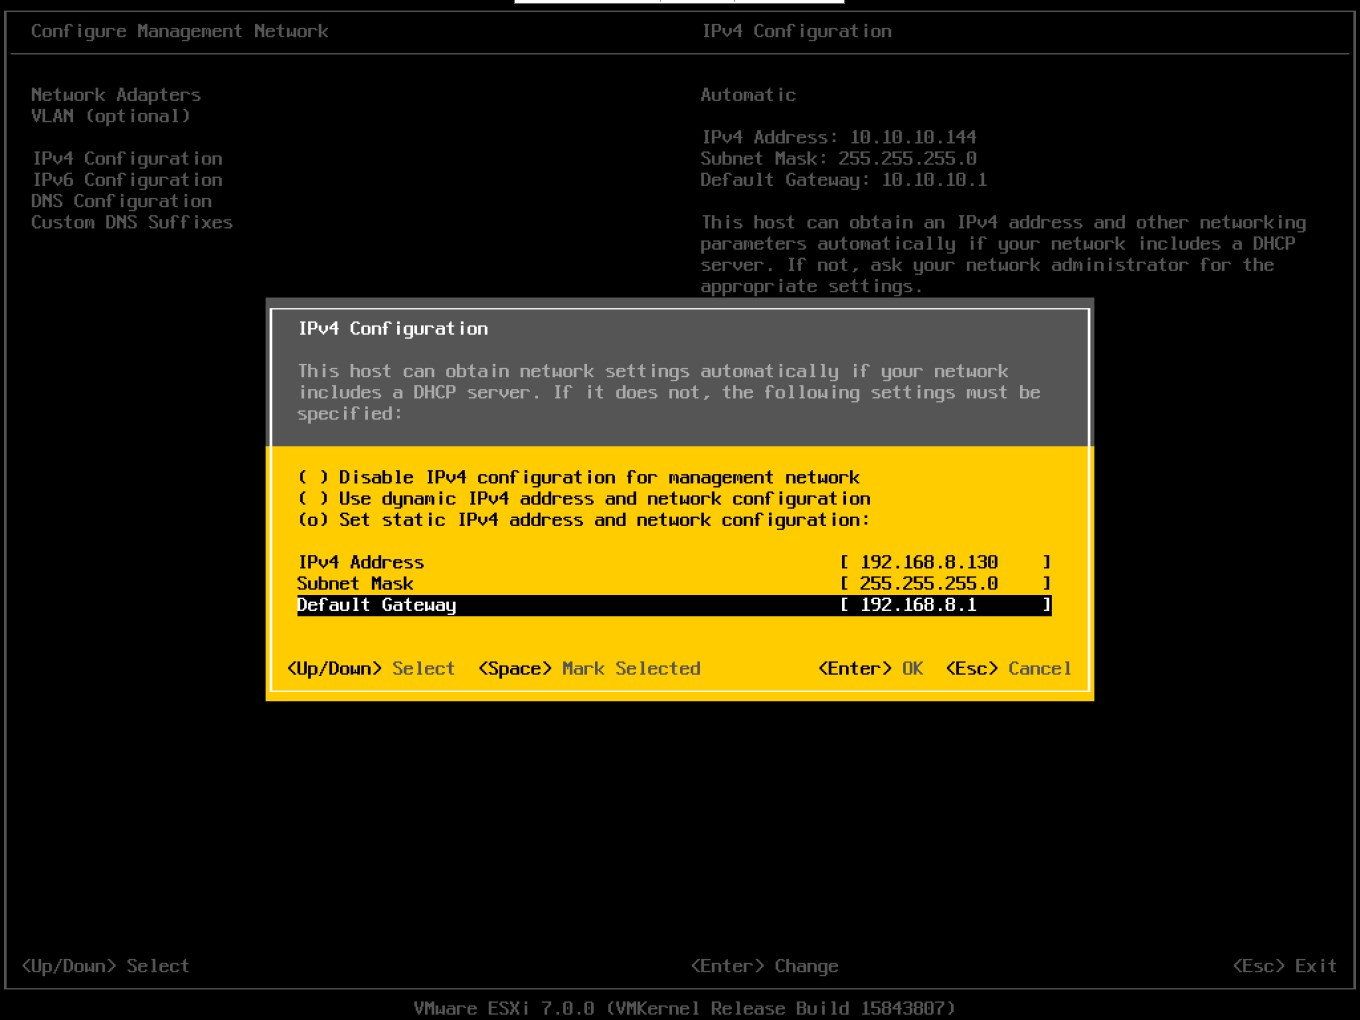 Configure Management Network
IPv4 Configuration
Network Adapters
VLAN (optional)
IPv4 Configuration
IPv6 Configuration
DNS Configuration
Custom DNS Suffixes
Automatic
IPv4 Address: 10.10.10.144
Subnet Mask: 255.255.255.0
Default Gateway: 10.10.10.1
This host can obtain an IPv4 address and other networking
parameters automatically if your network includes a DHCP
server. If not, ask your network administrator for the
appropriate settings.
IPv4 Configuration
This host can obtain network settings automatically if your network
includes a DHCP server. If it does not, the following settings must be
specified:
( ) Disable IPv4 configuration for management network
( ) Use dynamic IPv4 address and network configuration
(o) Set static IPv4 address and network configuration:
IPv4 Address [ 192.168.8.130 ]
Subnet Mask [ 255.255.255.0 ]
Default Gateway [ 192.168.8.1 ]
<Up/Down> Select <Space> Mark Selected <Enter> OK <Esc> Cancel
<Up/Down> Select <Enter> Change <Esc> Exit
VMware ESXi 7.0.0 (VMKernel Release Build 15843807)